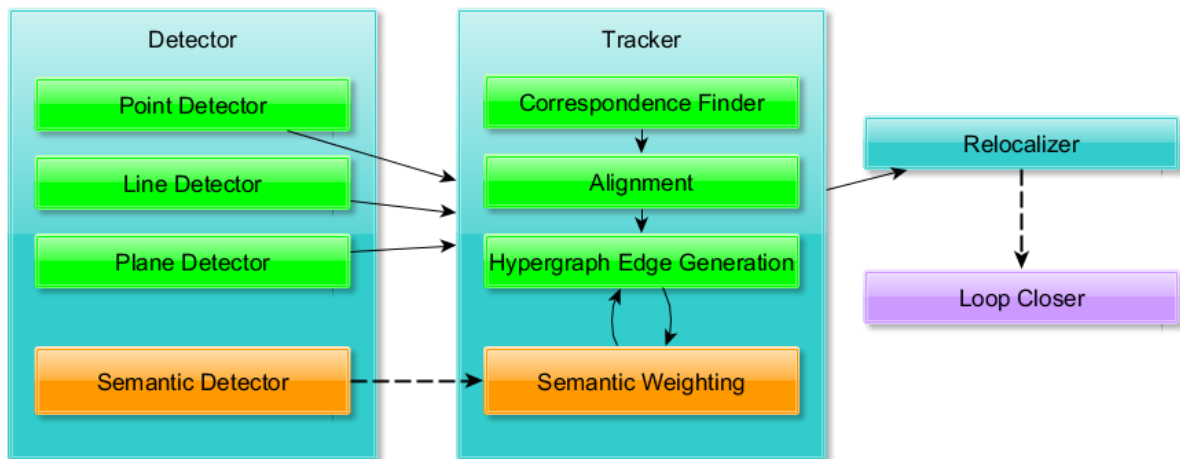 Detector
Point Detector
Line Detector
Plane Detector
Semantic Detector
Tracker
Correspondence Finder
Alignment
Hypergraph Edge Generation
Semantic Weighting
Relocalizer
Loop Closer